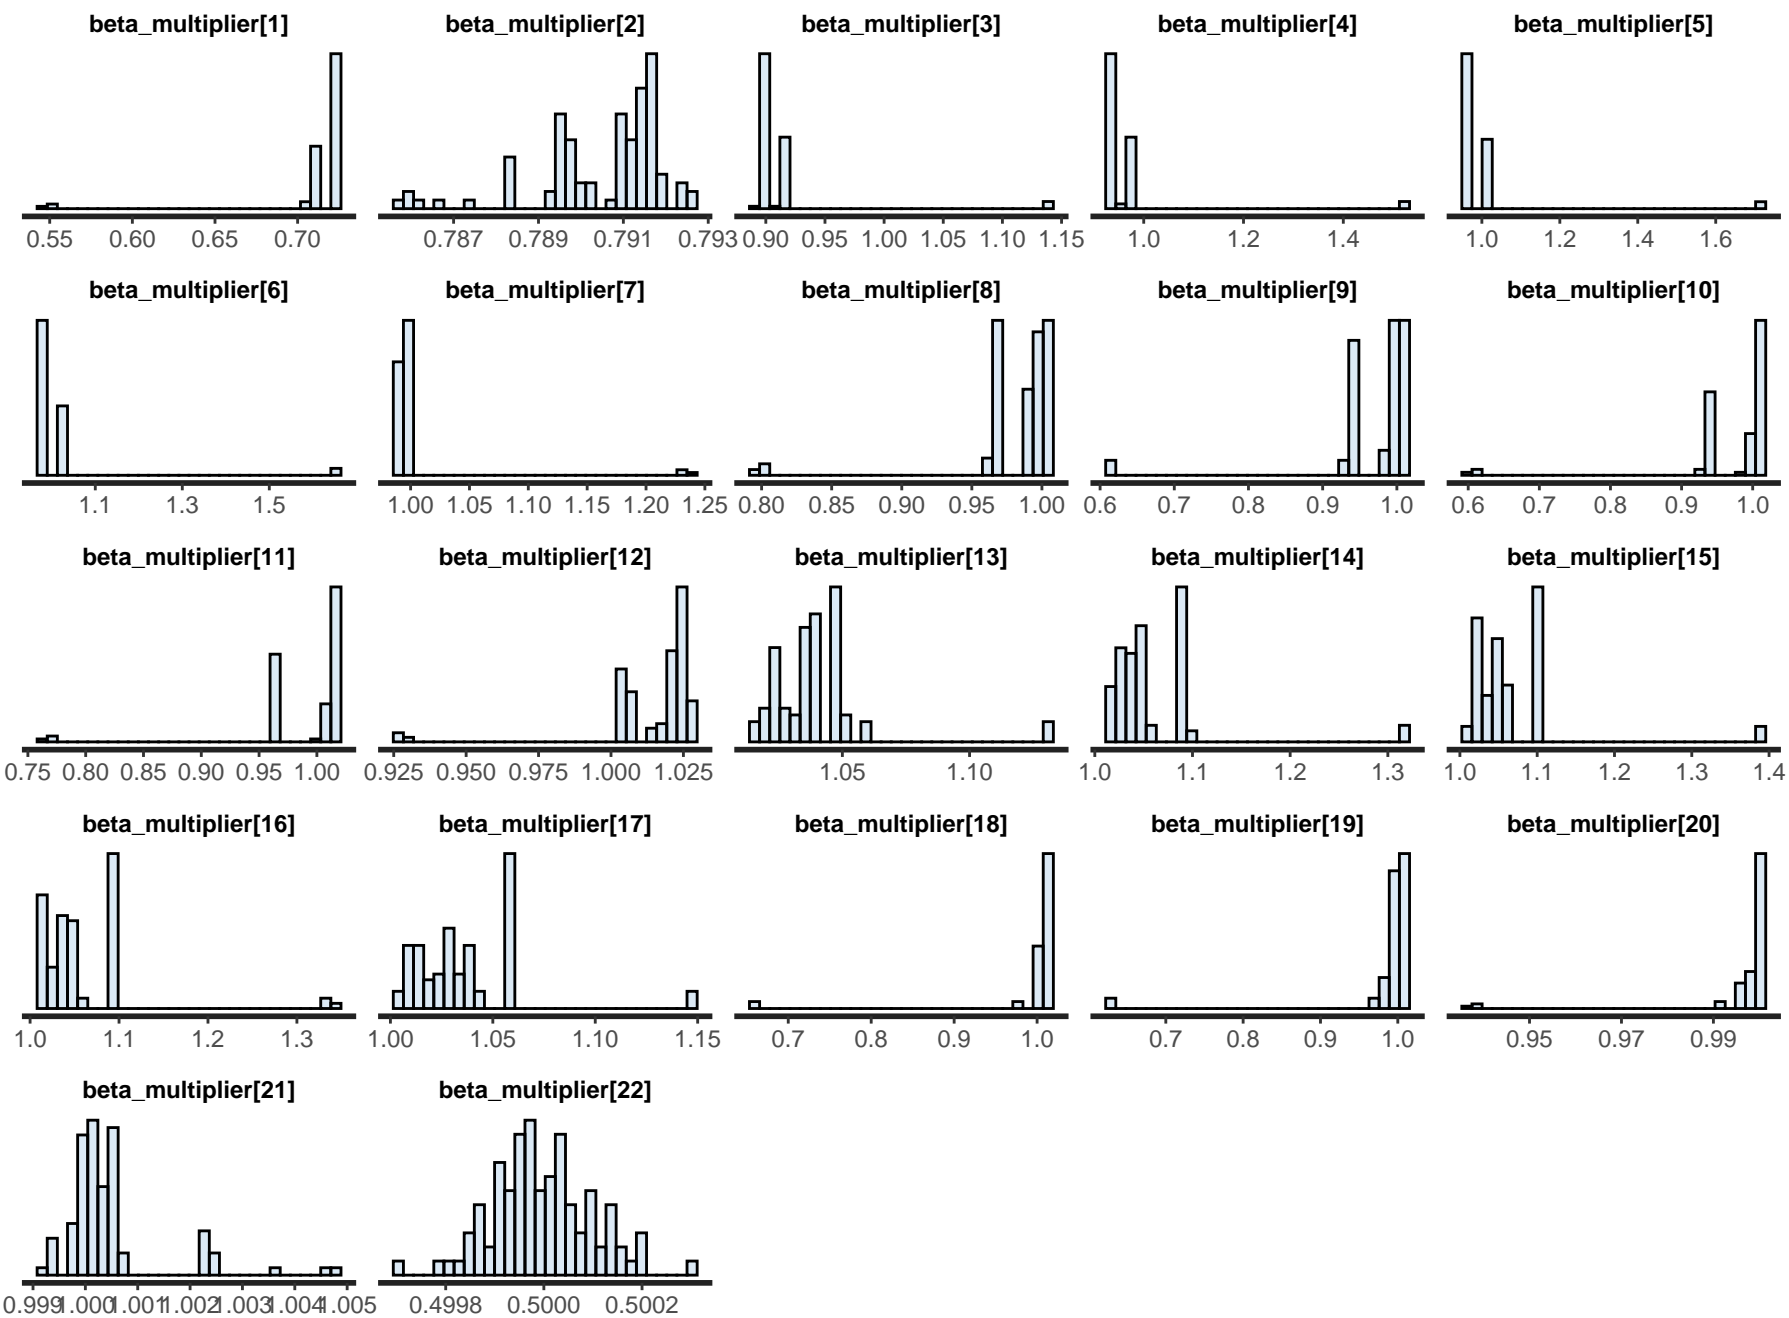 beta_multiplier[1] beta_multiplier[2] beta_multiplier[3] beta_multiplier[4] beta_multiplier[5]
0.55 0.60 0.65 0.70 0.787 0.789 0.791 0.793 0.90 0.95 1.00 1.05 1.10 1.15 1.0 1.2 1.4 1.0 1.2 1.4 1.6
beta_multiplier[6] beta_multiplier[7] beta_multiplier[8] beta_multiplier[9] beta_multiplier[10]
1.1 1.3 1.5 1.00 1.05 1.10 1.15 1.20 1.25 0.80 0.85 0.90 0.95 1.00 0.6 0.7 0.8 0.9 1.0 0.6 0.7 0.8 0.9 1.0
beta_multiplier[11] beta_multiplier[12] beta_multiplier[13] beta_multiplier[14] beta_multiplier[15]
0.75 0.80 0.85 0.90 0.95 1.00 0.925 0.950 0.975 1.000 1.025 1.05 1.10 1.0 1.1 1.2 1.3 1.0 1.1 1.2 1.3 1.4
beta_multiplier[16] beta_multiplier[17] beta_multiplier[18] beta_multiplier[19] beta_multiplier[20]
1.0 1.1 1.2 1.3 1.00 1.05 1.10 1.15 0.7 0.8 0.9 1.0 0.7 0.8 0.9 1.0 0.95 0.97 0.99
beta_multiplier[21] beta_multiplier[22]
0.999 1.000 1.001 1.002 1.003 1.004 1.005 0.4998 0.5000 0.5002